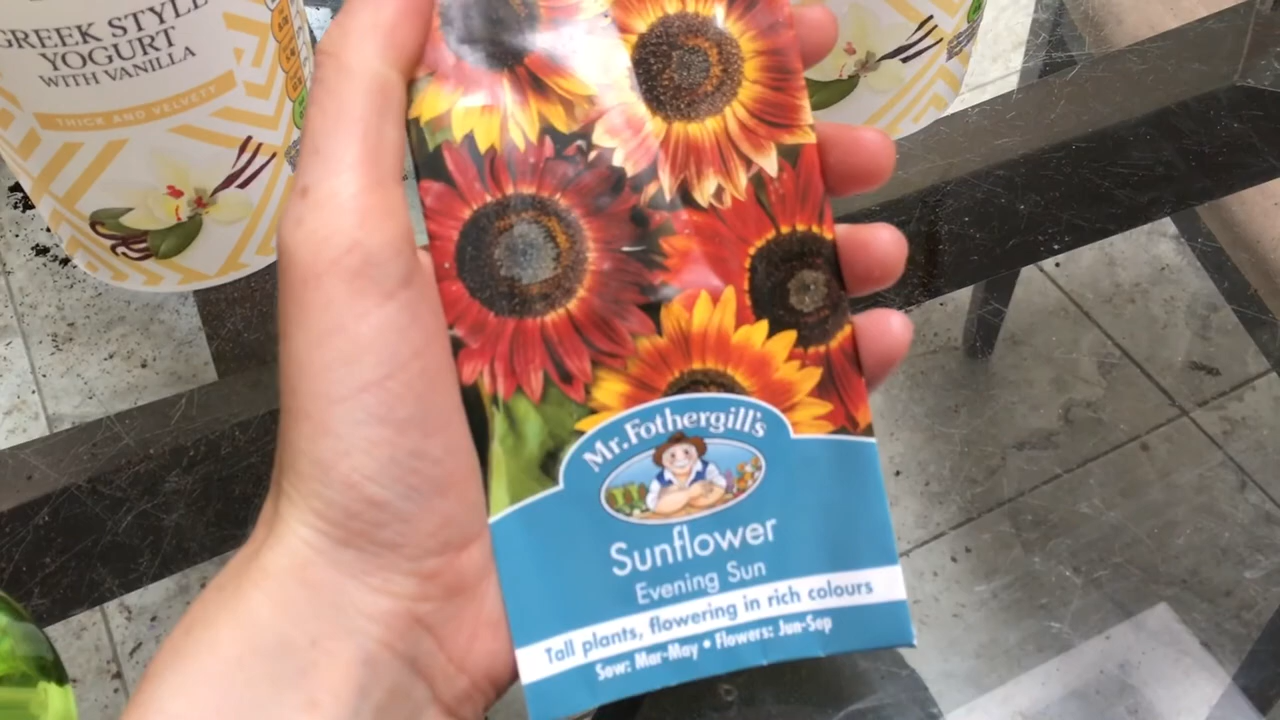 GREEK STYLE
YOGURT
WITH VANILLA
THICK AND VELVETY
Mr. Fothergill's
Sunflower
Evening Sun
Tall plants, flowering in rich colours
Sow: Mar-May • Flowers: Jun-Sep